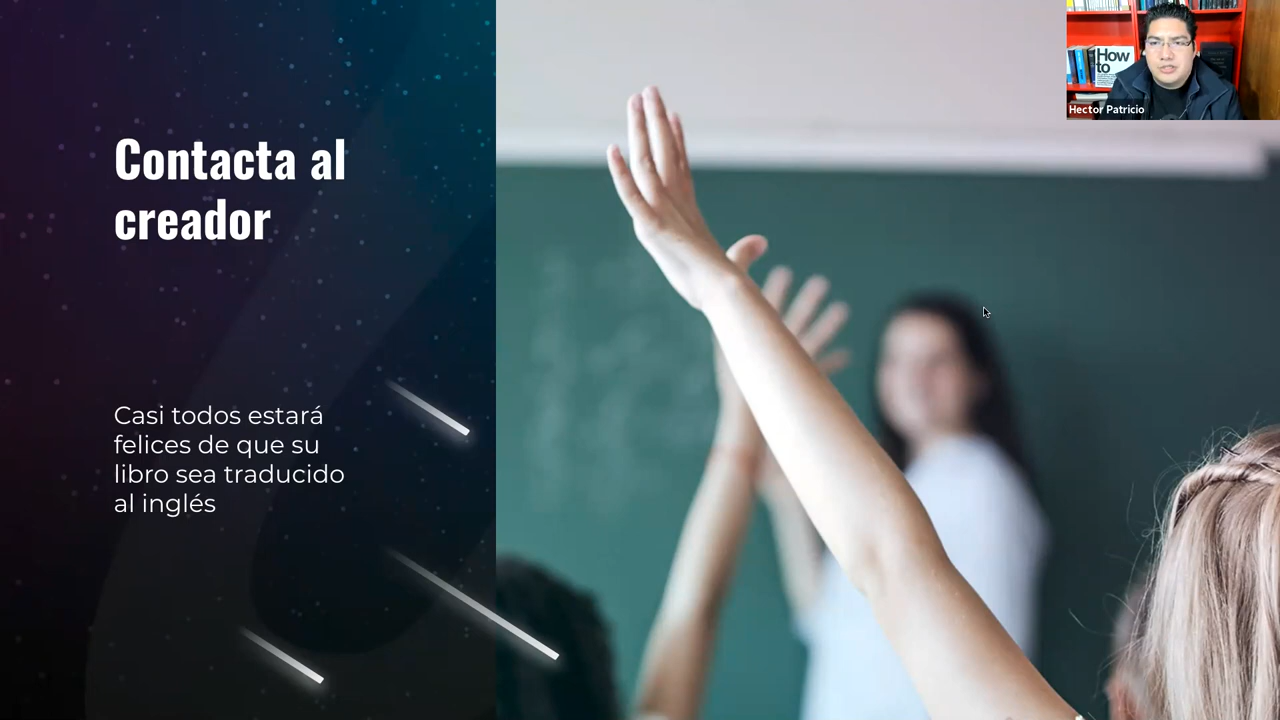 Contacta al
creador
Casi todos estará
felices de que su
libro sea traducido
al inglés
How
to
Hector Patricio